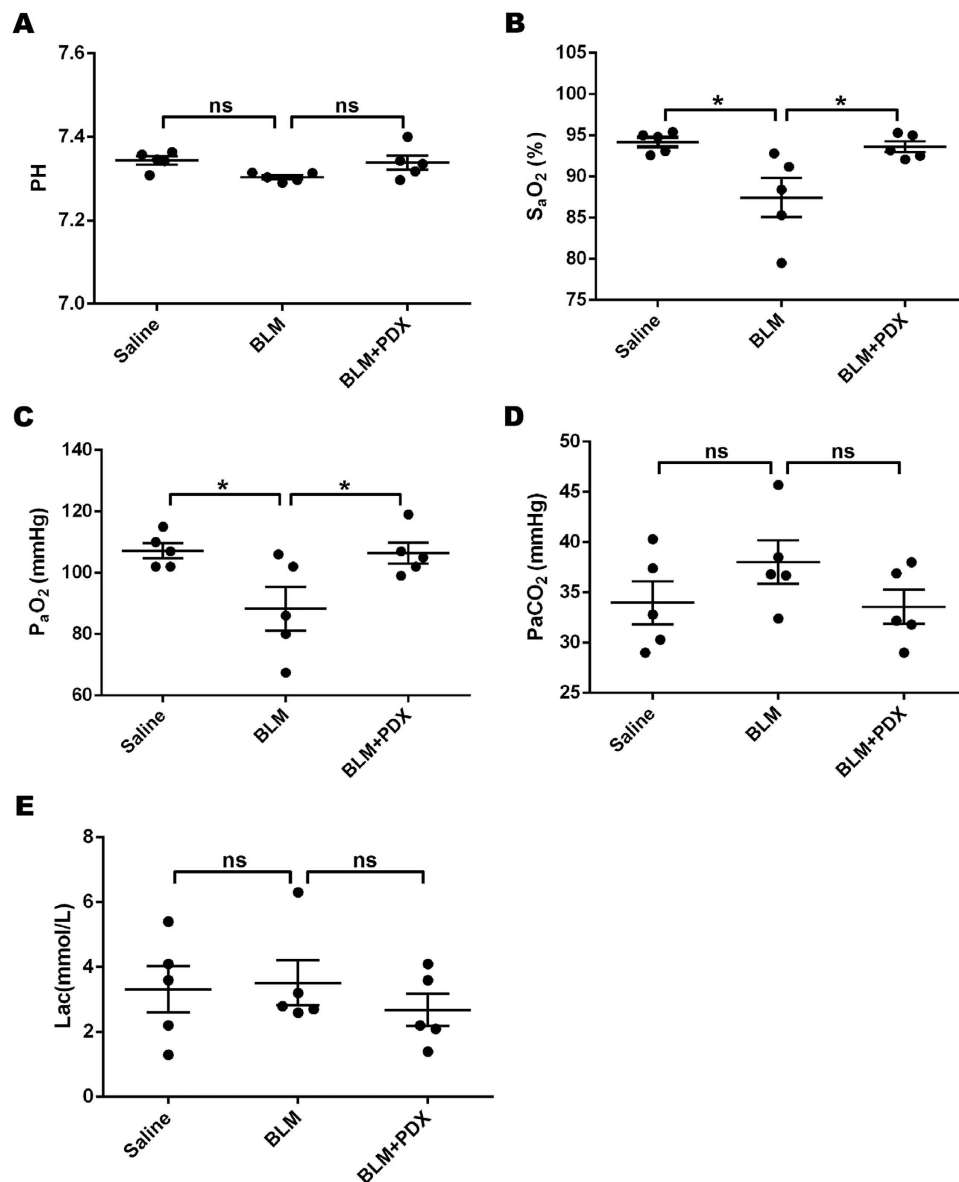 A
PH
7.6
7.4
7.2
7.0
ns
ns
Saline
BLM
BLM+PDX
B
SaO2 (%)
105
100
95
90
85
80
75
*
*
Saline
BLM
BLM+PDX
C
PaO2 (mmHg)
140
120
100
80
60
*
*
Saline
BLM
BLM+PDX
D
PaCO2 (mmHg)
50
45
40
35
30
25
ns
ns
Saline
BLM
BLM+PDX
E
Lac(mmol/L)
8
6
4
2
0
ns
ns
Saline
BLM
BLM+PDX